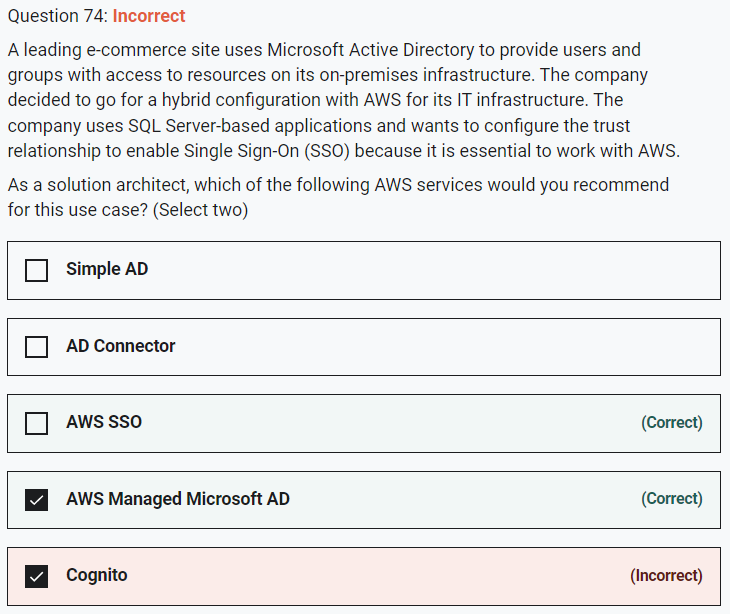 Question 74: Incorrect
A leading e-commerce site uses Microsoft Active Directory to provide users and
groups with access to resources on its on-premises infrastructure. The company
decided to go for a hybrid configuration with AWS for its IT infrastructure. The
company uses SQL Server-based applications and wants to configure the trust
relationship to enable Single Sign-On (SSO) because it is essential to work with AWS.
As a solution architect, which of the following AWS services would you recommend
for this use case? (Select two)
Simple AD
AD Connector
AWS SSO (Correct)
AWS Managed Microsoft AD (Correct)
Cognito (Incorrect)